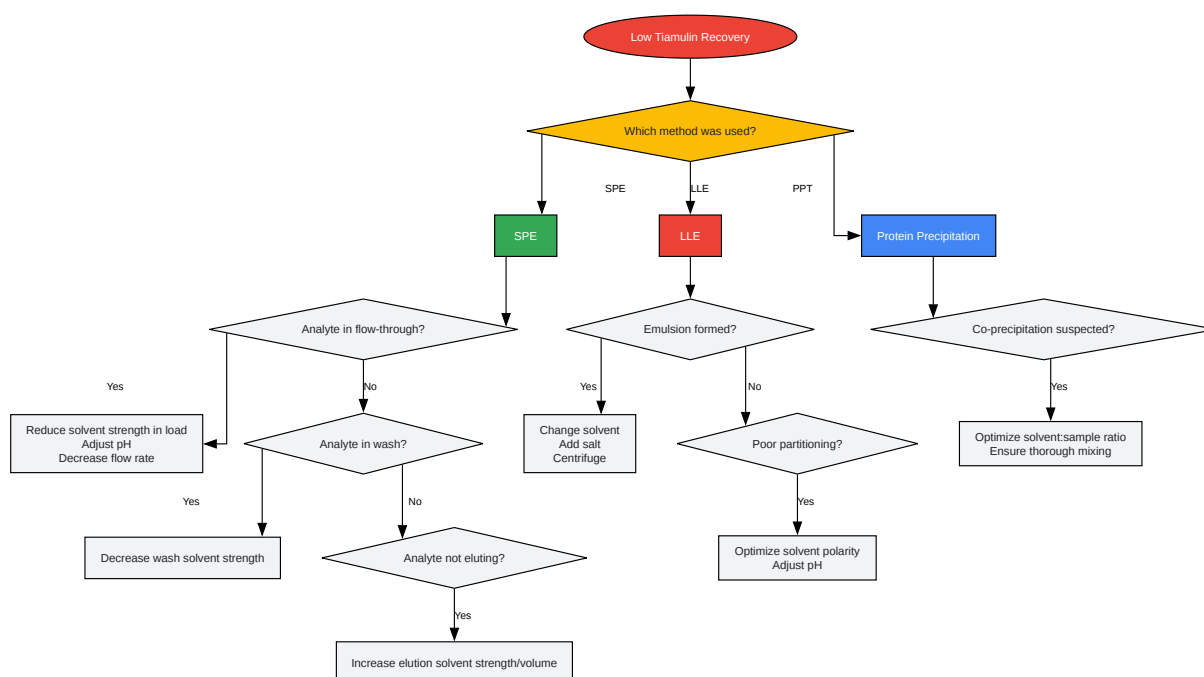 Low Tiamulin Recovery
Which method was used?
SPE
LLE
PPT
SPE
LLE
Protein Precipitation
Analyte in flow-through?
Emulsion formed?
Co-precipitation suspected?
Yes
No
Yes
No
Yes
Reduce solvent strength in load
Adjust pH
Decrease flow rate
Analyte in wash?
Change solvent
Add salt
Centrifuge
Poor partitioning?
Optimize solvent:sample ratio
Ensure thorough mixing
Yes
No
Yes
Decrease wash solvent strength
Analyte not eluting?
Optimize solvent polarity
Adjust pH
Yes
Increase elution solvent strength/volume